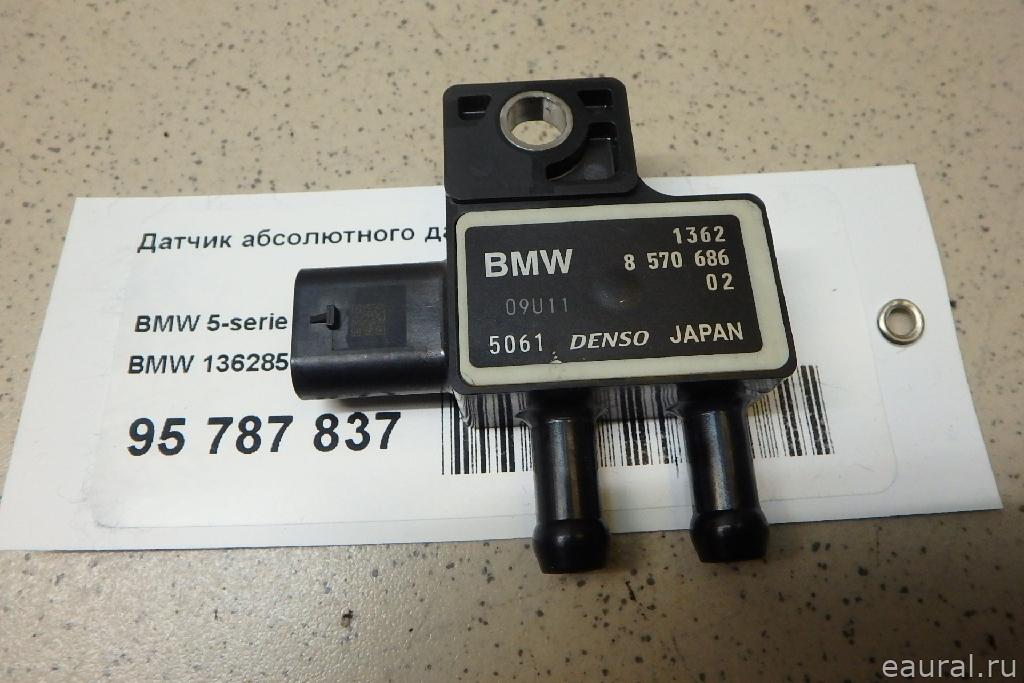 Датчик абсолютного
BMW 5-serie
BMW 136285
95 787 837
1362
BMW 8 570 686
02
09U11
5061 DENSO JAPAN
eaural.ru